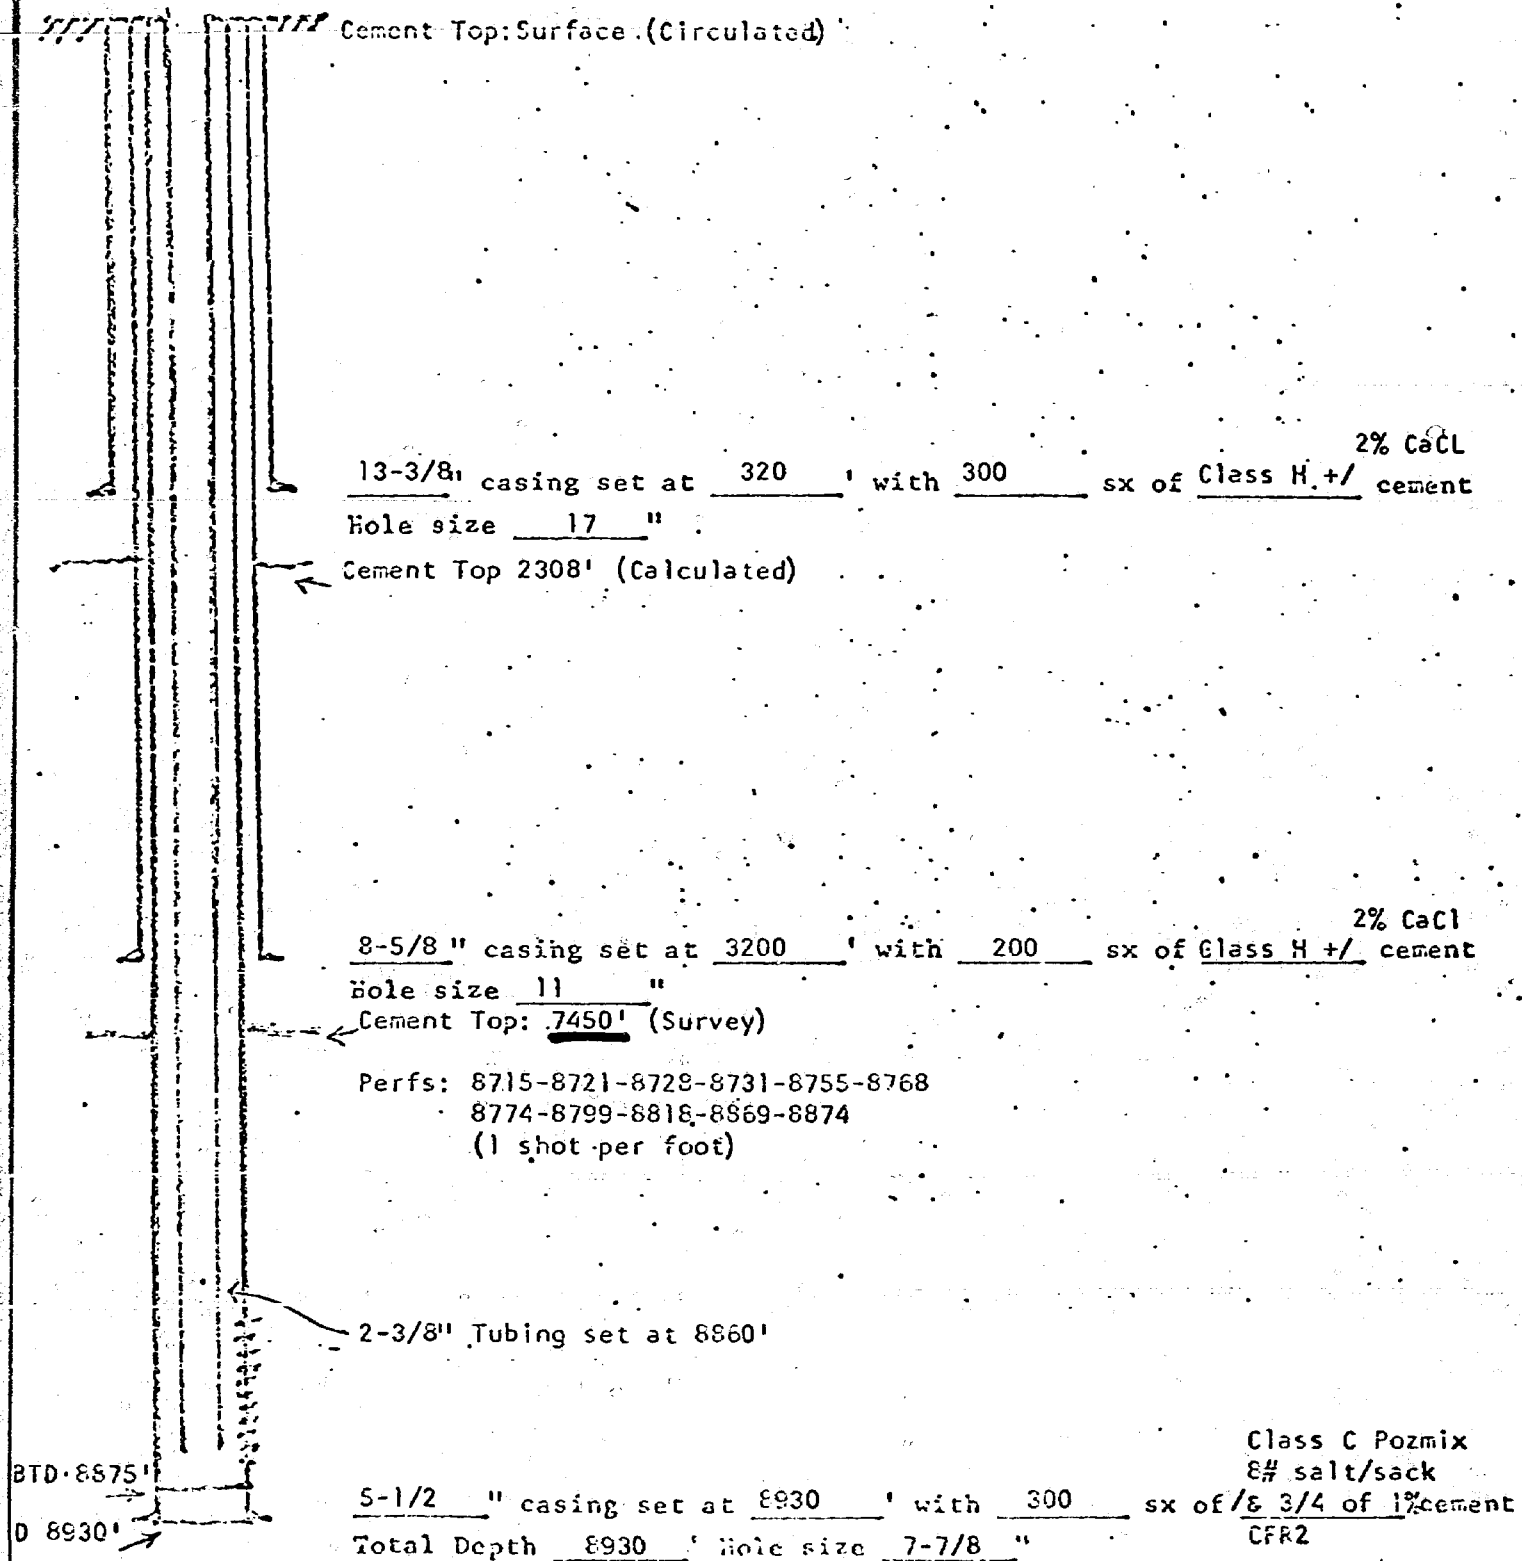 Cement Top: Surface (Circulated)
2% CaCL
13-3/8" casing set at 320 ' with 300 sx of Class H +/ cement
Hole size 17 "
Cement Top 2308' (Calculated)
2% CaCl
8-5/8 " casing set at 3200 ' with 200 sx of Class H +/ cement
Hole size 11 "
Cement Top: 7450' (Survey)
Perfs: 8715-8721-8728-8731-8755-8768
8774-8799-8818-8869-8874
(1 shot per foot)
2-3/8" Tubing set at 8860'
Class C Pozmix
8# salt/sack
BTD 8875'
5-1/2 " casing set at 8930 ' with 300 sx of /& 3/4 of 1% cement
CFR2
D 8930'
Total Depth 8930 ' Hole size 7-7/8 "